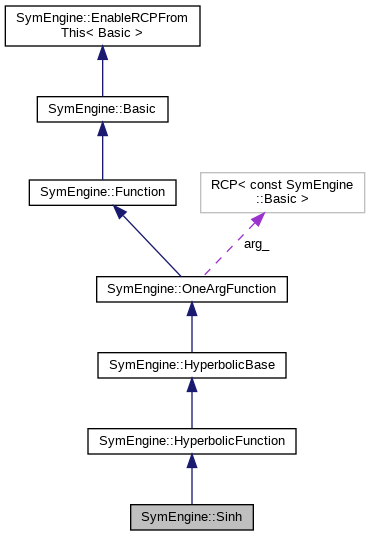 SymEngine::EnableRCPFrom
This< Basic >
SymEngine::Basic
SymEngine::Function
RCP< const SymEngine
::Basic >
arg_
SymEngine::OneArgFunction
SymEngine::HyperbolicBase
SymEngine::HyperbolicFunction
SymEngine::Sinh